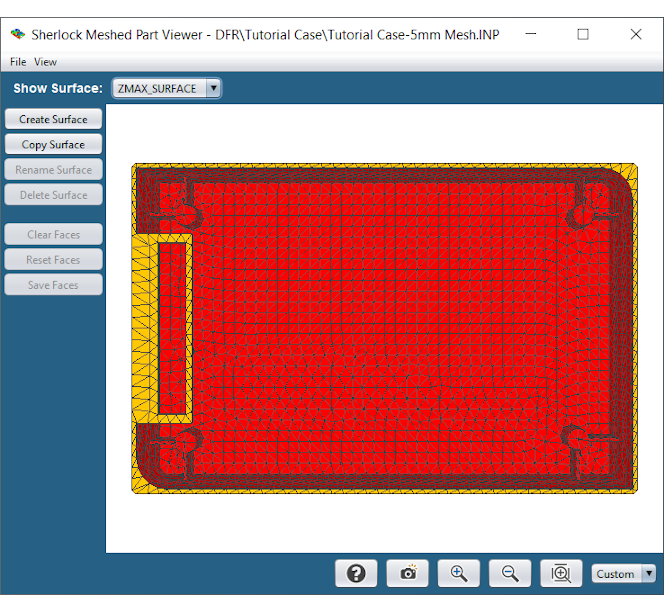 Sherlock Meshed Part Viewer - DFR\Tutorial Case\Tutorial Case-5mm Mesh.INP
File View
Show Surface: ZMAX_SURFACE
Create Surface
Copy Surface
Rename Surface
Delete Surface
Clear Faces
Reset Faces
Save Faces
? Custom